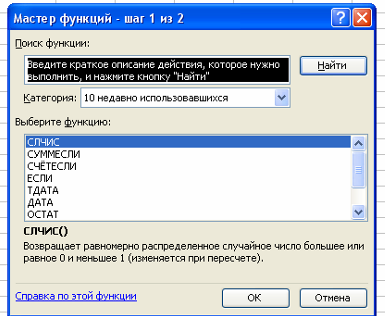 Мастер функций - шаг 1 из 2
Поиск функции:
Введите краткое описание действия, которое нужно
выполнить, и нажмите кнопку "Найти"
Найти
Категория: 10 недавно использовавшихся
Выберите функцию:
СЛЧИС
СУММЕСЛИ
СЧЁТЕСЛИ
ЕСЛИ
ТДАТА
ДАТА
ОСТАТ
СЛЧИС()
Возвращает равномерно распределенное случайное число большее или
равное 0 и меньшее 1 (изменяется при пересчете).
Справка по этой функции
ОК
Отмена